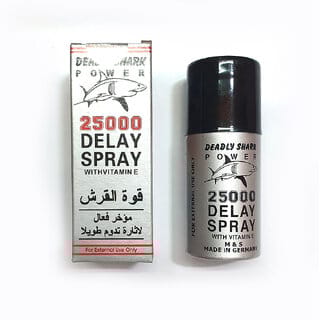 DEADLY SHARK
POWER
25000
DELAY
SPRAY
WITH VITAMIN E
قوة القرش
مؤخر فعال
لاثارة تدوم طويلا
For External Use Only
DEADLY SHARK
POWER
25000
DELAY
SPRAY
WITH VITAMIN E
M & S
MADE IN GERMANY
FOR EXTERNAL USE ONLY